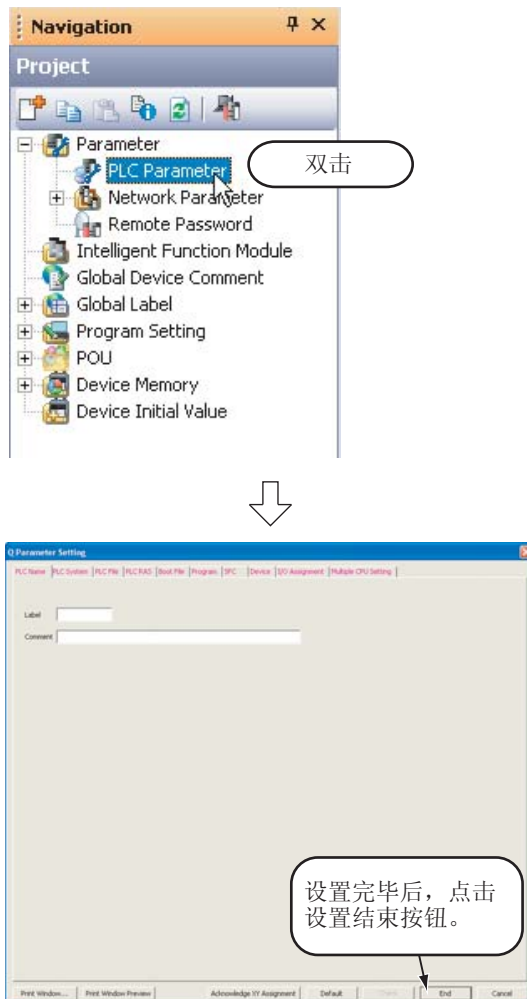 Navigation
Project
Parameter
PLC Parameter
双击
Network Parameter
Remote Password
Intelligent Function Module
Global Device Comment
Global Label
Program Setting
POU
Device Memory
Device Initial Value
Q Parameter Setting
PLC Name PLC System PLC File PLC RAS Boot File Program SFC Device I/O Assignment Multiple CPU Setting
Label
Comment
设置完毕后，点击
设置结束按钮。
Print Window... Print Window Preview Acknowledge XY Assignment Default Check End Cancel